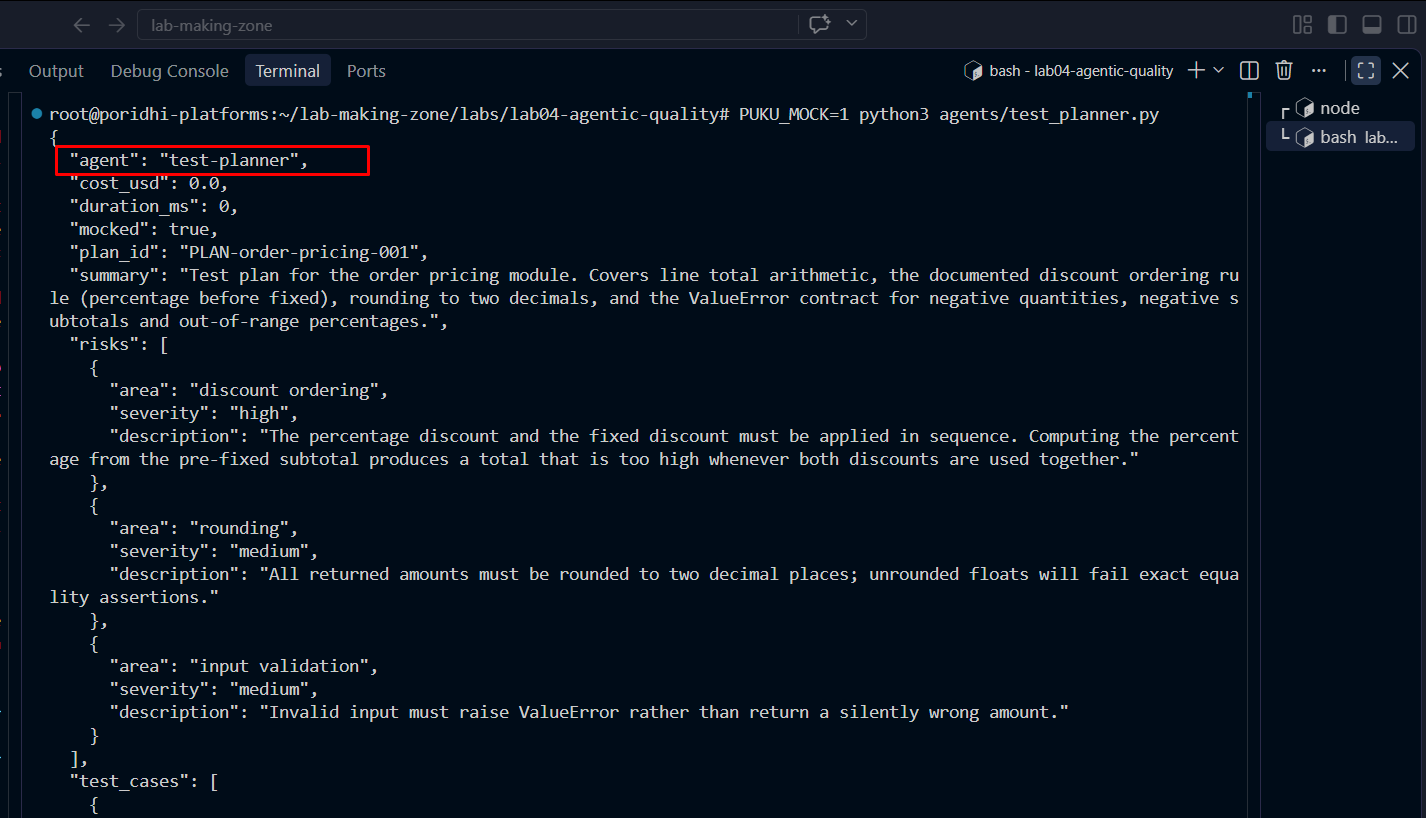 lab-making-zone
Output
Debug Console
Terminal
Ports
bash - lab04-agentic-quality
node
bash lab...
root@poridhi-platforms:~/lab-making-zone/labs/lab04-agentic-quality# PUKU_MOCK=1 python3 agents/test_planner.py
{
"agent": "test-planner",
"cost_usd": 0.0,
"duration_ms": 0,
"mocked": true,
"plan_id": "PLAN-order-pricing-001",
"summary": "Test plan for the order pricing module. Covers line total arithmetic, the documented discount ordering ru
le (percentage before fixed), rounding to two decimals, and the ValueError contract for negative quantities, negative s
ubtotals and out-of-range percentages.",
"risks": [
{
"area": "discount ordering",
"severity": "high",
"description": "The percentage discount and the fixed discount must be applied in sequence. Computing the percent
age from the pre-fixed subtotal produces a total that is too high whenever both discounts are used together."
},
{
"area": "rounding",
"severity": "medium",
"description": "All returned amounts must be rounded to two decimal places; unrounded floats will fail exact equa
lity assertions."
},
{
"area": "input validation",
"severity": "medium",
"description": "Invalid input must raise ValueError rather than return a silently wrong amount."
}
],
"test_cases": [
{